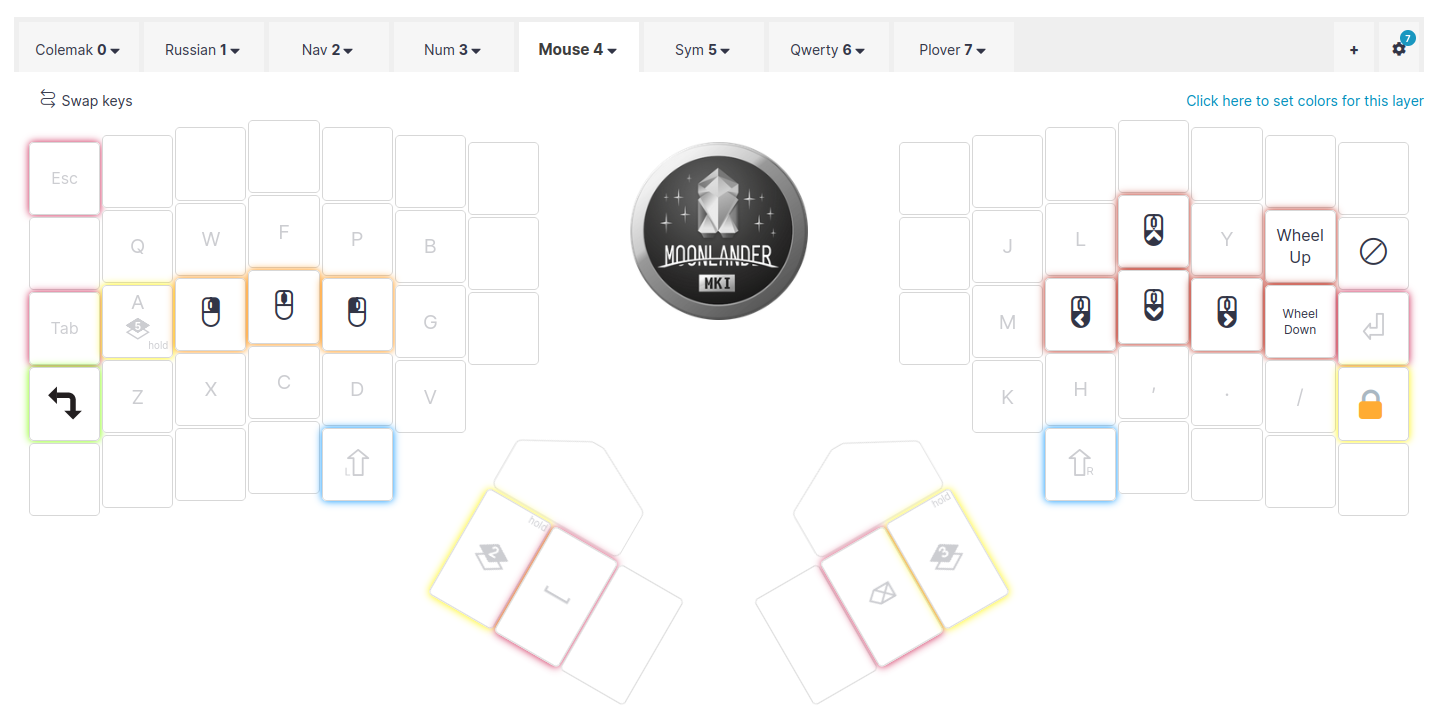 Colemak 0
Russian 1
Nav 2
Num 3
Mouse 4
Sym 5
Qwerty 6
Plover 7
+
7
Swap keys
Click here to set colors for this layer
Esc
Q
W
F
P
B
J
L
Y
Wheel
Up
Tab
A
5
hold
G
M
Wheel
Down
Z
X
C
D
V
K
H
,
.
/
L
R
hold
2
hold
3
MOONLANDER
MKI